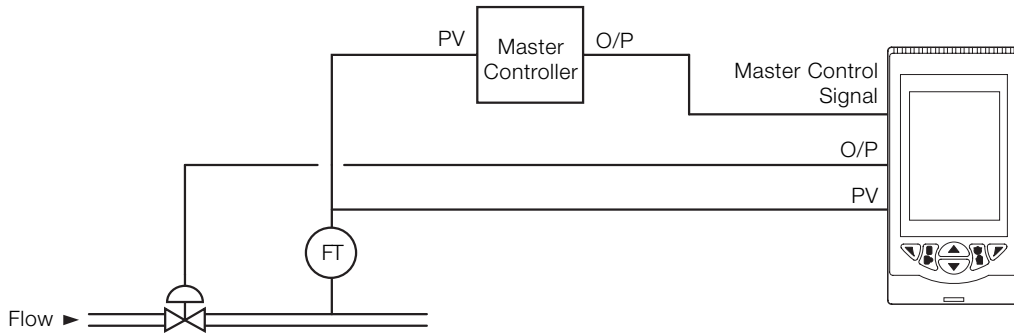 PV
Master
Controller
O/P
Master Control
Signal
O/P
PV
FT
Flow ►